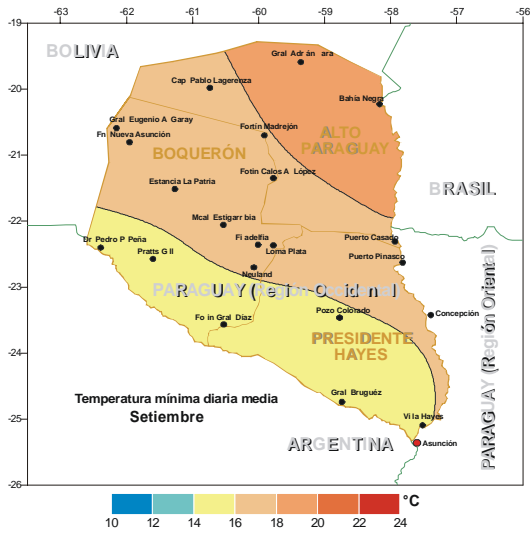 -63 -62 -61 -60 -59 -58 -57 -56
-19
-20
-21
-22
-23
-24
-25
-26
BOLIVIA
Gral Adr án ara
Cap Pablo Lagerenza
Bahía Negra
Gral Eugenio A Garay
Fn Nueva Asunción
Fortín Madrejón
ALTO
PARAGUAY
BOQUERÓN
Fotín Calos A López
Estancia La Patria
BRASIL
Mcal Estigarr bia
Dr Pedro P Peña
Pratts G ll
Fi adelfia
Loma Plata
Puerto Casado
Puerto Pinasco
Neuland
PARAGUAY (Región Occidental)
Fo ín Gral Díaz
Pozo Colorado
Concepción
PRESIDENTE
HAYES
PARAGUAY (Región Oriental)
Temperatura mínima diaria media
Setiembre
Gral Bruguéz
Vi la Hayes
Asunción
ARGENTINA
°C
10 12 14 16 18 20 22 24